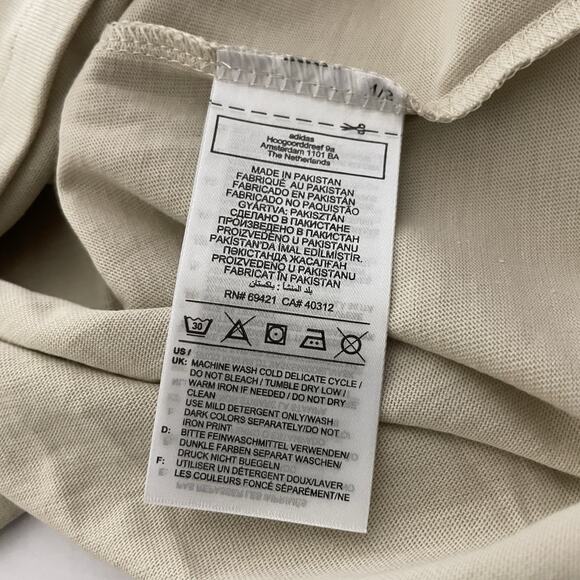 adidas
Hoogoorddreef 9a
Amsterdam 1101 BA
The Netherlands
MADE IN PAKISTAN
FABRIQUÉ AU PAKISTAN
FABRICADO EN PAKISTÁN
FABRICADO NO PAQUISTÃO
GYÁRTVA: PAKISZTÁN
СДЕЛАНО В ПАКИСТАНЕ
ПРОИЗВЕДЕНО В ПАКИСТАН
PROIZVEDENO U PAKISTANU
PAKİSTAN'DA İMAL EDİLMİŞTİR.
ПӘКІСТАНДА ЖАСАЛҒАН
PROIZVEDENO U PAKISTANU
FABRICAT ÎN PAKISTAN
بلد المنشأ: باكستان
RN# 69421 CA# 40312
30
US /
UK: MACHINE WASH COLD DELICATE CYCLE /
DO NOT BLEACH / TUMBLE DRY LOW /
WARM IRON IF NEEDED / DO NOT DRY
CLEAN
USE MILD DETERGENT ONLY/WASH
DARK COLORS SEPARATELY/DO NOT
IRON PRINT
D: BITTE FEINWASCHMITTEL VERWENDEN/
DUNKLE FARBEN SEPARAT WASCHEN/
DRUCK NICHT BUEGELN
F: UTILISER UN DÉTERGENT DOUX/LAVER
LES COULEURS FONCÉ SÉPARÉMENT/NE